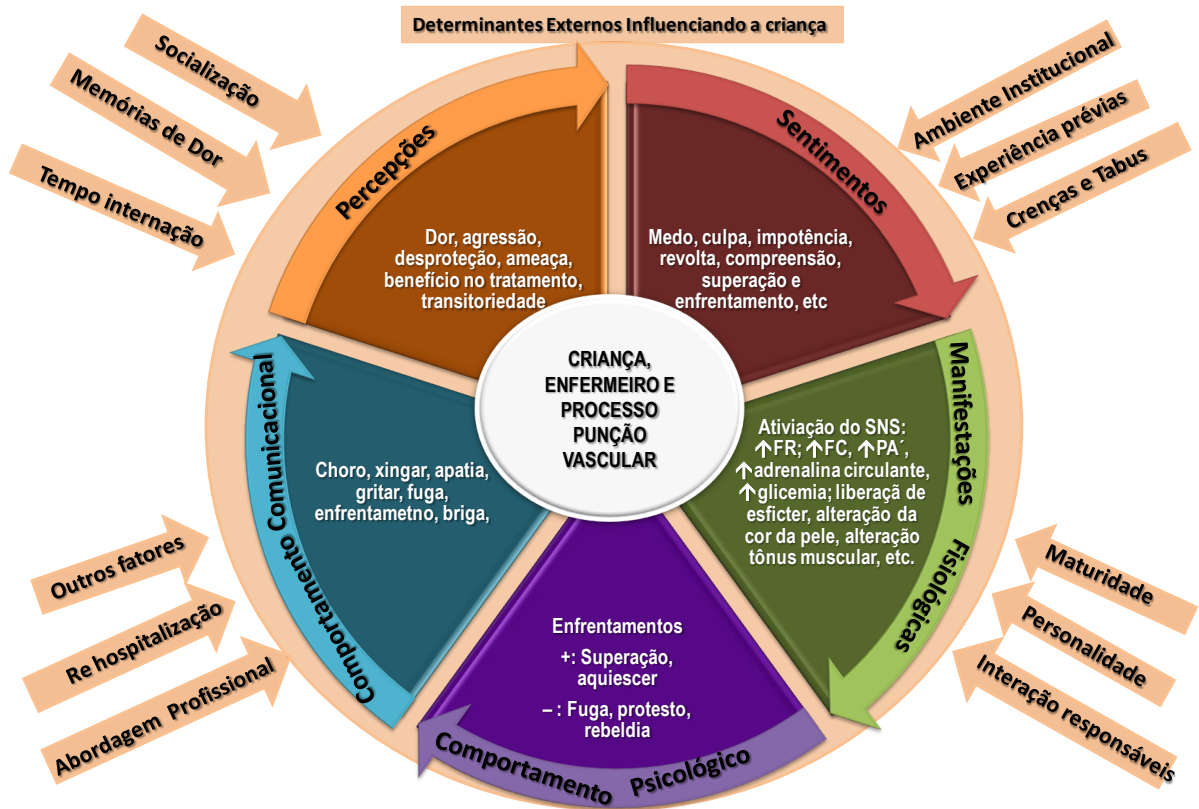 Determinantes Externos Influenciando a criança
Socialização
Memórias de Dor
Tempo internação
Ambiente Institucional
Experiência prévias
Crenças e Tabus
Percepções
Dor, agressão,
desproteção, ameaça,
benefício no tratamento,
transitoriedade
Sentimentos
Medo, culpa, impotência,
revolta, compreensão,
superação e
enfrentamento, etc
CRIANÇA,
ENFERMEIRO E
PROCESSO
PUNÇÃO
VASCULAR
Manifestações Fisiológicas
Ativiação do SNS:
↑FR; ↑FC, ↑PA´,
↑adrenalina circulante,
↑glicemia; liberaçã de
esficter, alteração da
cor da pele, alteração
tônus muscular, etc.
Comportamento Comunicacional
Choro, xingar, apatia,
gritar, fuga,
enfrentametno, briga,
Enfrentamentos
+: Superação,
aquiescer
– : Fuga, protesto,
rebeldia
Comportamento Psicológico
Outros fatores
Re hospitalização
Abordagem Profissional
Maturidade
Personalidade
Interação responsáveis